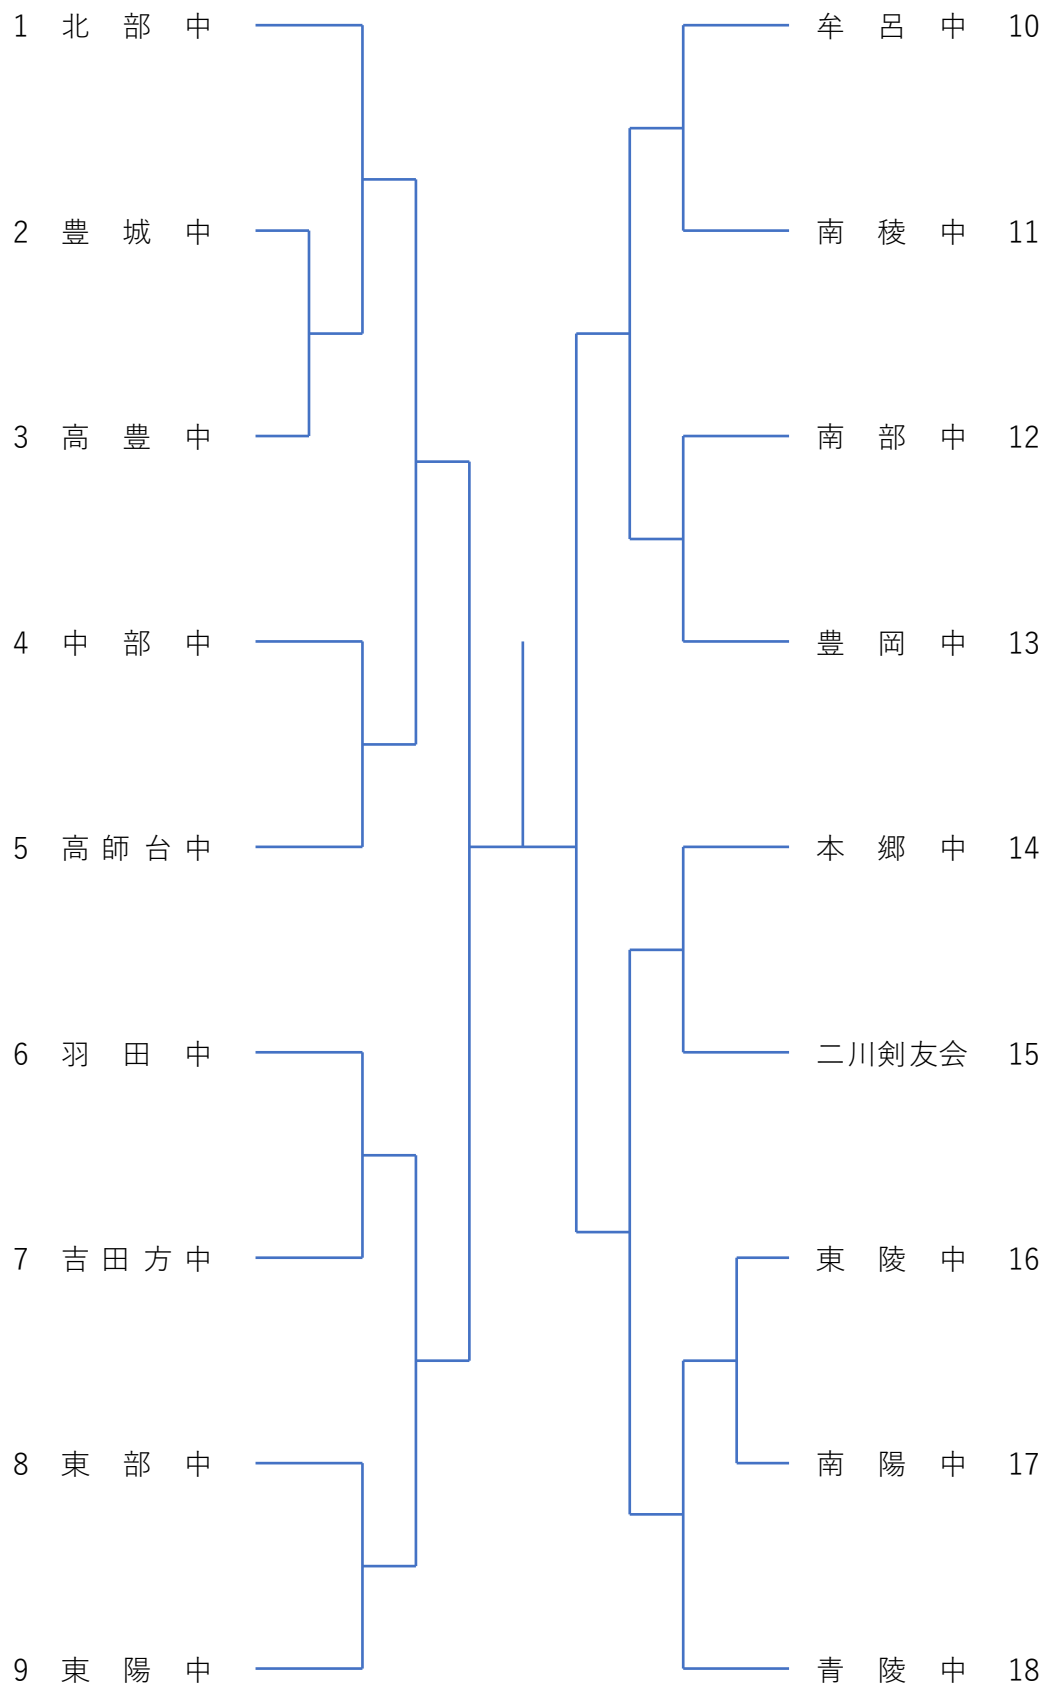 1 北部中
2 豊城中
3 高豊中
4 中部中
5 高師台中
6 羽田中
7 吉田方中
8 東部中
9 東陽中
牟呂中 10
南稜中 11
南部中 12
豊岡中 13
本郷中 14
二川剣友会 15
東陵中 16
南陽中 17
青陵中 18